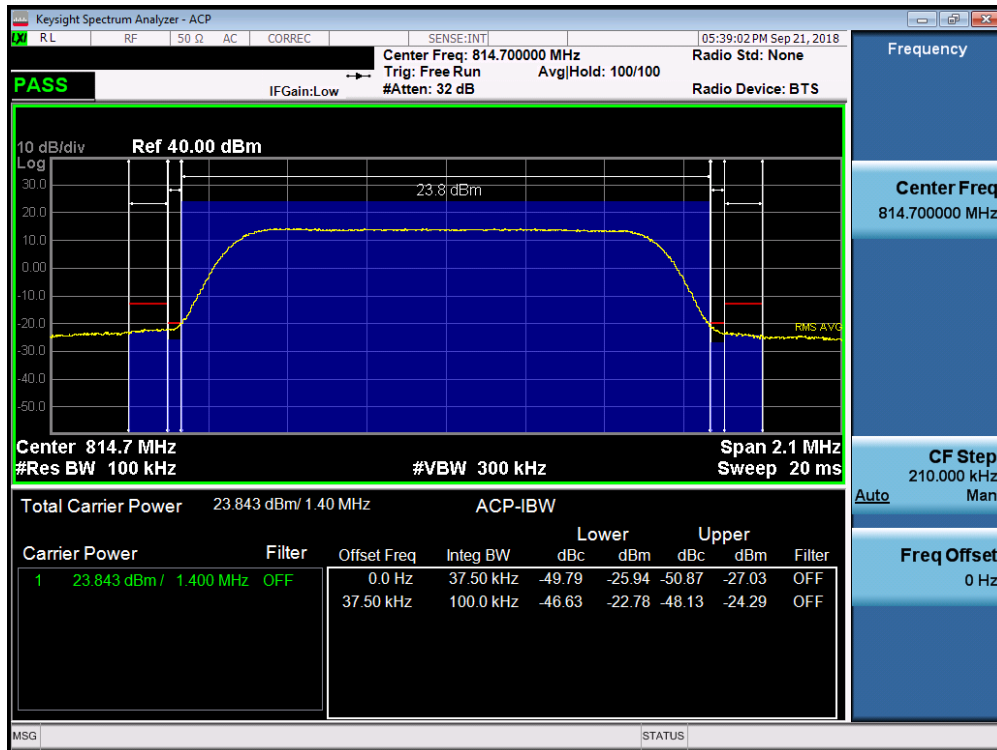 Keysight Spectrum Analyzer - ACP
LXI RL RF 50 Ω AC CORREC SENSE:INT 05:39:02 PM Sep 21, 2018
Center Freq: 814.700000 MHz Radio Std: None
Trig: Free Run Avg|Hold: 100/100
PASS IFGain:Low #Atten: 32 dB Radio Device: BTS
10 dB/div Ref 40.00 dBm
Log
30.0
23.8 dBm
20.0
10.0
0.00
-10.0
-20.0
RMS AVG
-30.0
-40.0
-50.0
Center 814.7 MHz Span 2.1 MHz
#Res BW 100 kHz #VBW 300 kHz Sweep 20 ms
Total Carrier Power 23.843 dBm/ 1.40 MHz ACP-IBW
Lower Upper
Carrier Power Filter Offset Freq Integ BW dBc dBm dBc dBm Filter
1 23.843 dBm / 1.400 MHz OFF 0.0 Hz 37.50 kHz -49.79 -25.94 -50.87 -27.03 OFF
37.50 kHz 100.0 kHz -46.63 -22.78 -48.13 -24.29 OFF
MSG STATUS
Frequency
Center Freq
814.700000 MHz
CF Step
210.000 kHz
Auto Man
Freq Offset
0 Hz